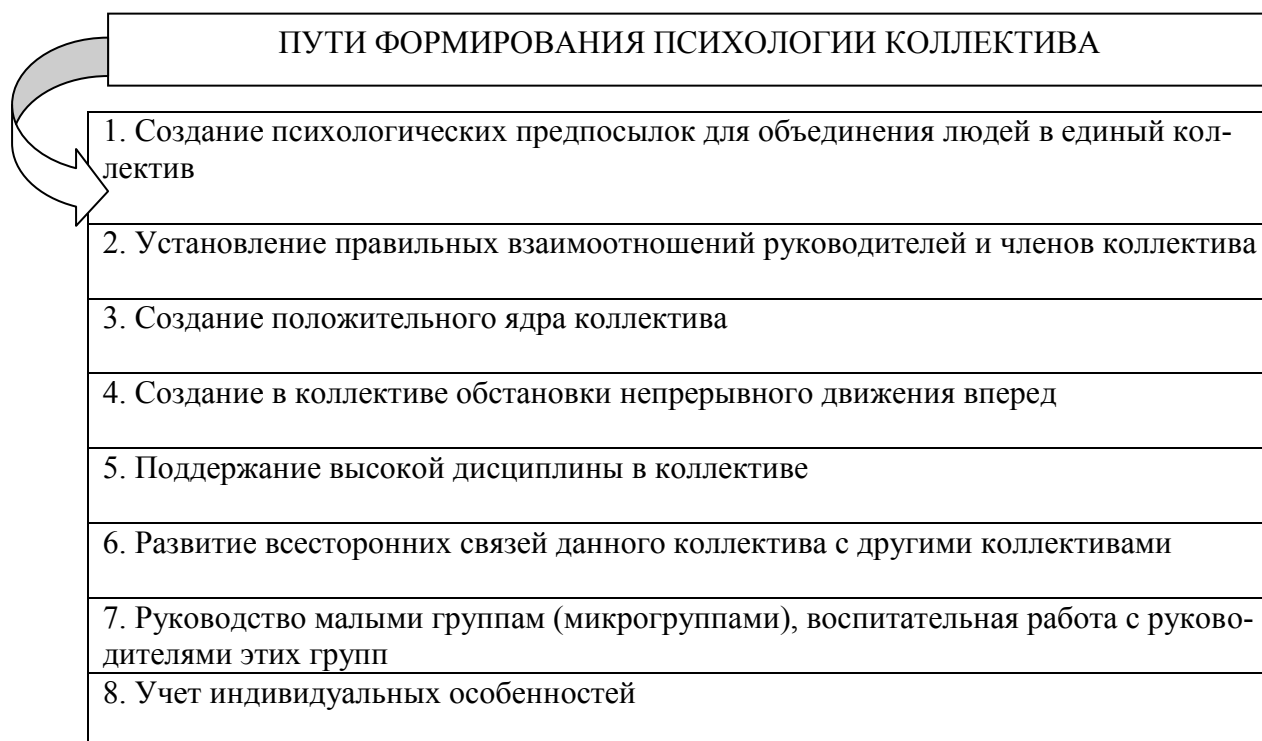 ПУТИ ФОРМИРОВАНИЯ ПСИХОЛОГИИ КОЛЛЕКТИВА
1. Создание психологических предпосылок для объединения людей в единый кол-
лектив
2. Установление правильных взаимоотношений руководителей и членов коллектива
3. Создание положительного ядра коллектива
4. Создание в коллективе обстановки непрерывного движения вперед
5. Поддержание высокой дисциплины в коллективе
6. Развитие всесторонних связей данного коллектива с другими коллективами
7. Руководство малыми группам (микрогруппами), воспитательная работа с руково-
дителями этих групп
8. Учет индивидуальных особенностей